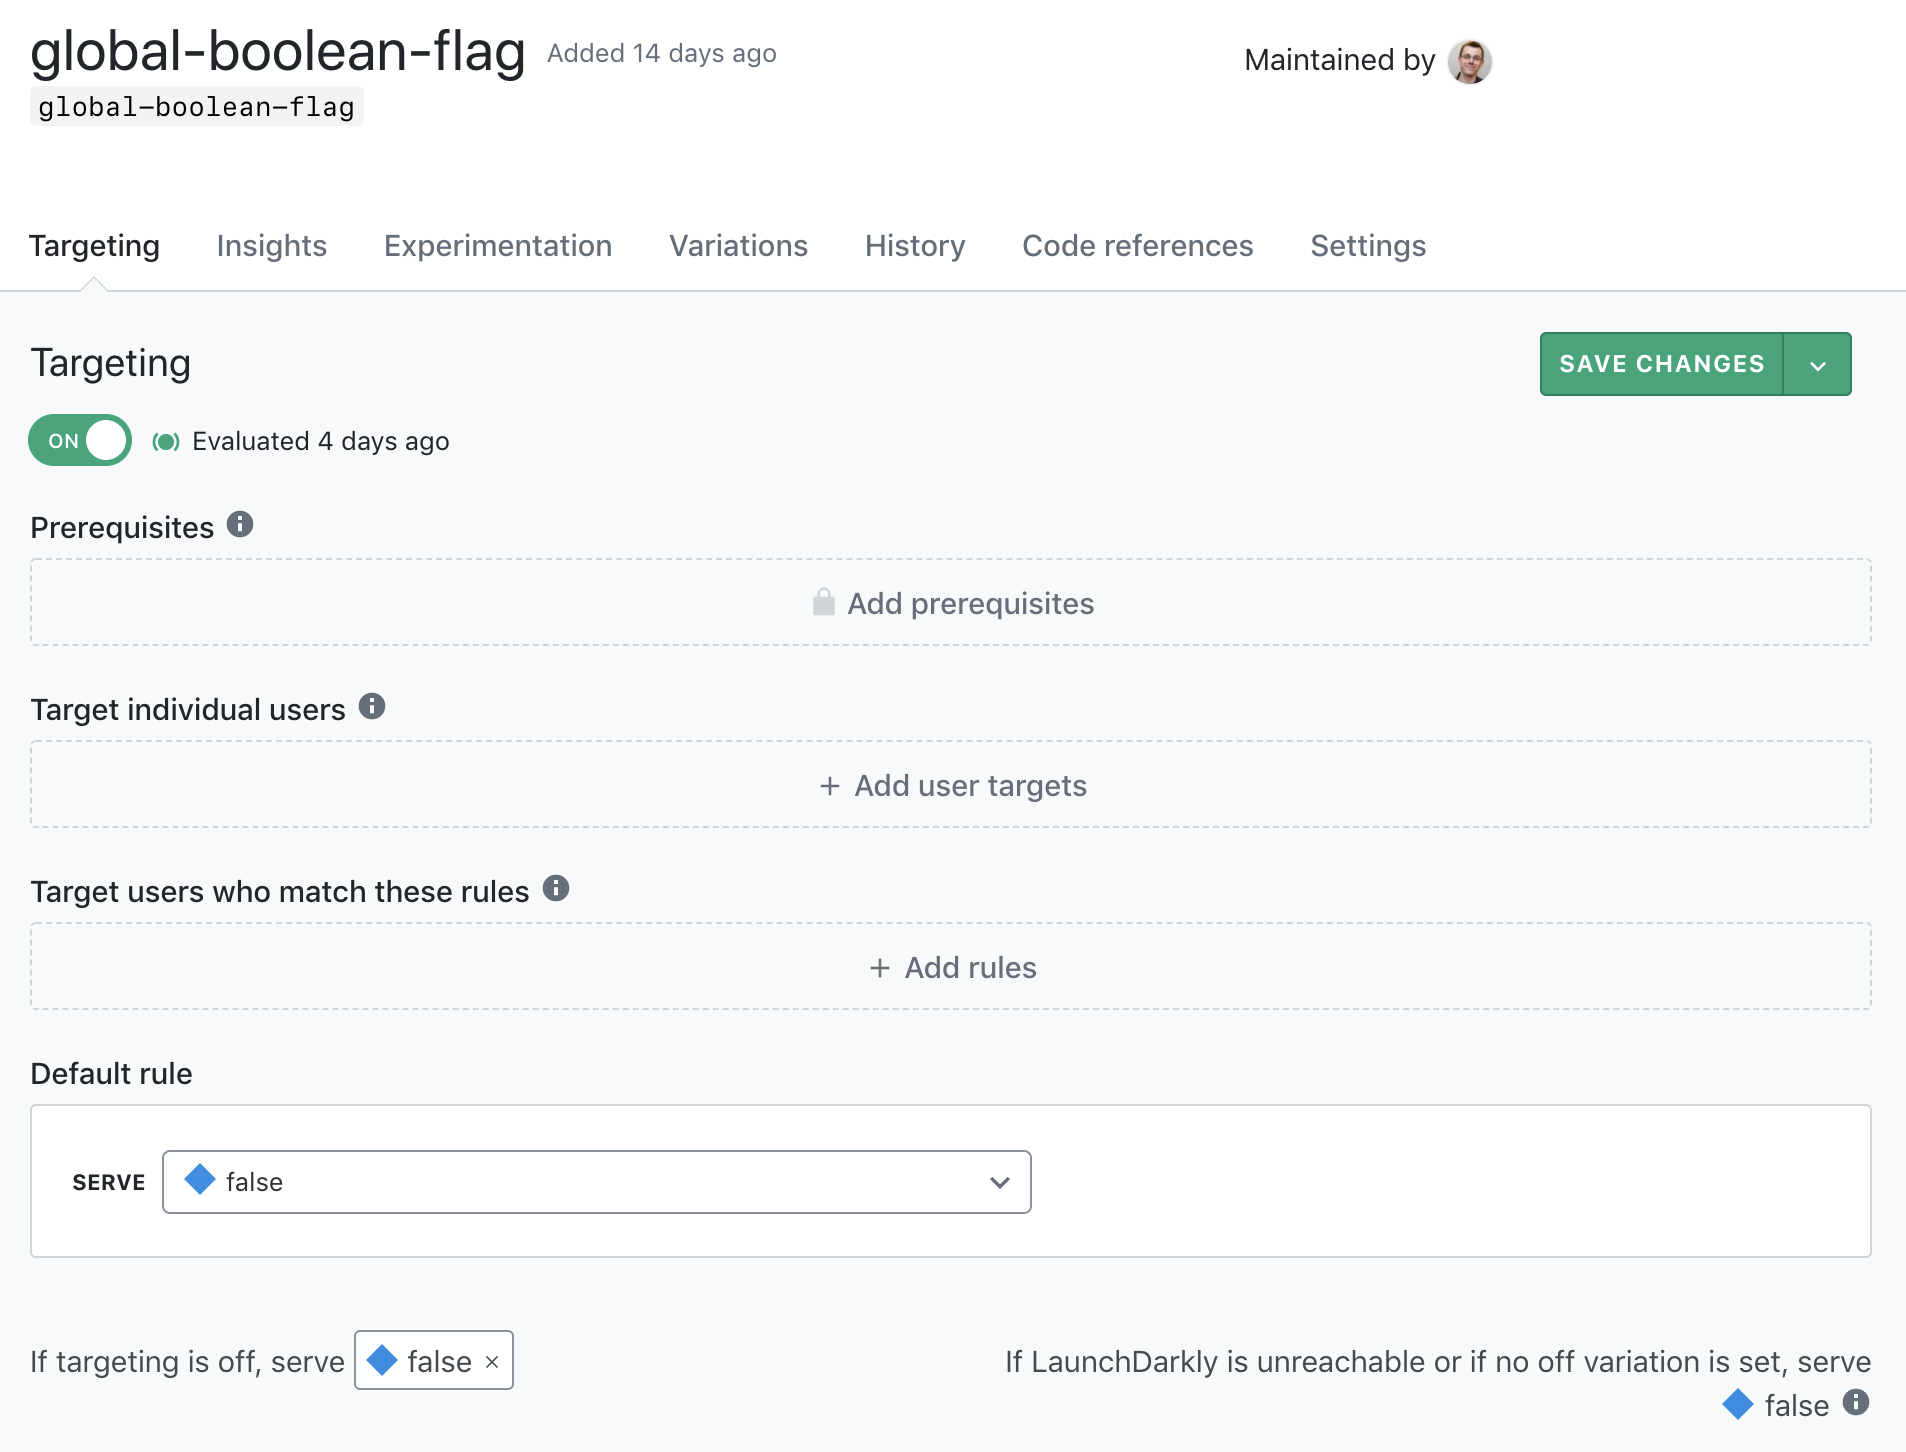 global-boolean-flag Added 14 days ago Maintained by
global-boolean-flag
Targeting Insights Experimentation Variations History Code references Settings
Targeting SAVE CHANGES
ON Evaluated 4 days ago
Prerequisites
Add prerequisites
Target individual users
+ Add user targets
Target users who match these rules
+ Add rules
Default rule
SERVE false
If targeting is off, serve false × If LaunchDarkly is unreachable or if no off variation is set, serve
false